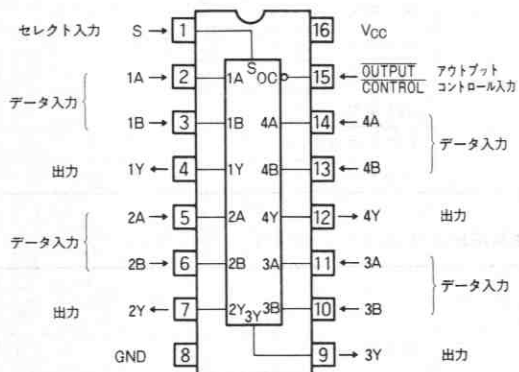 セレクト入力 S → 1 16 VCC
S OC
1A → 2 1A 15 ← OUTPUT CONTROL アウトプットコントロール入力
データ入力 データ入力
1B → 3 1B 4A 14 ← 4A
出力 1Y ← 4 1Y 4B 13 ← 4B
2A → 5 2A 4Y 12 → 4Y 出力
データ入力
2B → 6 2B 3A 11 ← 3A
データ入力
出力 2Y ← 7 2Y 3Y 3B 10 ← 3B
GND 8 9 → 3Y 出力